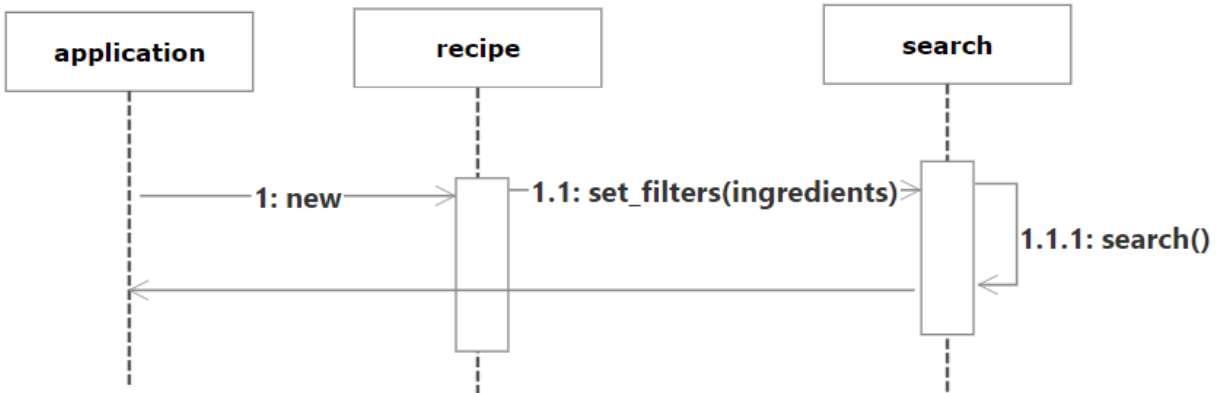 application
recipe
search
1: new
1.1: set_filters(ingredients)
1.1.1: search()